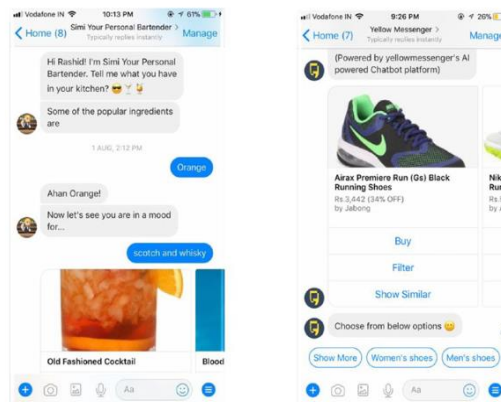 Vodafone IN 10:13 PM 61%
Simi Your Personal Bartender >
Home (8) Typically replies instantly Manage
Hi Rashid! I'm Simi Your Personal
Bartender. Tell me what you have
in your kitchen?
Some of the popular ingredients
are
1 AUG, 2:12 PM
Orange
Ahan Orange!
Now let's see you are in a mood
for...
scotch and whisky
Old Fashioned Cocktail
Blood
Aa
Vodafone IN 9:26 PM 26%
Yellow Messenger >
Home (7) Typically replies instantly Manage
(Powered by yellowmessenger's AI
powered Chatbot platform)
Airax Premiere Run (Gs) Black
Running Shoes
Rs.3,442 (34% OFF)
by Jabong
Nik
Run
Rs.
by
Buy
Filter
Show Similar
Choose from below options
Show More
Women's shoes
Men's shoes
Aa